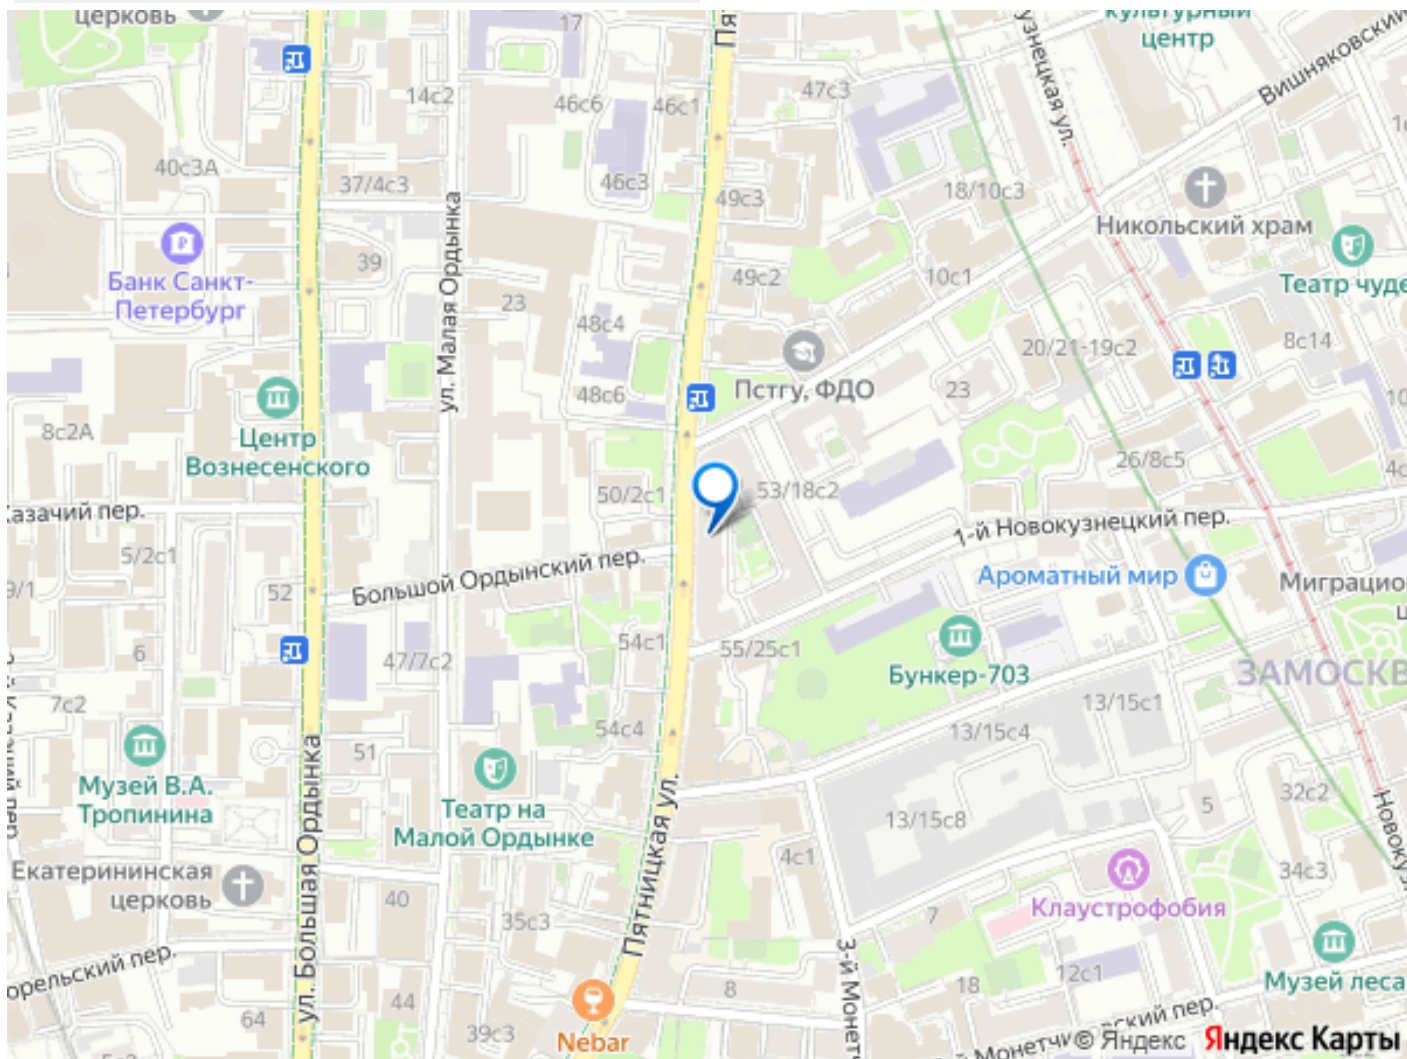 церковь
17
культурный
центр
Вишняковский
47с3
14с2
46с6
46с1
40с3А
37/4с3
46с3
49с3
18/10с3
Никольский храм
ул. Малая Ордынка
Банк Санкт-
Петербург
39
23
49с2
10с1
Театр чуде
48с4
20/21-19с2
8с14
Пстгу, ФДО
48с6
23
Центр
Вознесенского
8с2А
26/8с5
50/2с1
53/18с2
1-й Новокузнецкий пер.
5/2с1
Большой Ордынский пер.
Ароматный мир
Миграцио
9/1
52
6
47/7с2
54с1
55/25с1
Бункер-703
ЗАМОСКВ
7с2
13/15с1
54с4
13/15с4
51
Музей В.А.
Тропинина
Театр на
Малой Ордынке
13/15с8
5
32с2
4с1
Екатерининская
церковь
ул. Большая Ордынка
Пятницкая ул.
34с3
40
35с3
7
Клаустрофобия
12с1
18
8
Музей леса
44
64
39с3
Nebar
© Яндекс
Яндекс Карты